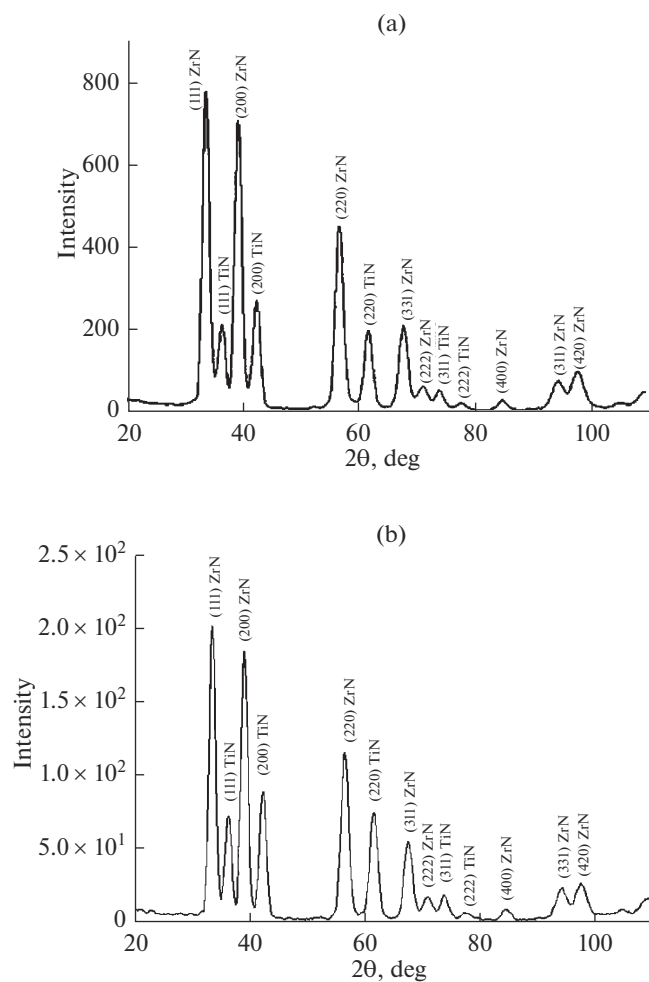 (a)
Intensity
800
600
400
200
0
(111) ZrN
(111) TiN
(200) ZrN
(200) TiN
(220) ZrN
(220) TiN
(331) ZrN
(222) ZrN
(311) TiN
(222) TiN
(400) ZrN
(311) ZrN
(420) ZrN
20 40 60 80 100
2θ, deg
(b)
Intensity
2.5 × 10²
2.0 × 10²
1.5 × 10²
1.0 × 10²
5.0 × 10¹
0
(111) ZrN
(111) TiN
(200) ZrN
(200) TiN
(220) ZrN
(220) TiN
(311) ZrN
(222) ZrN
(311) TiN
(222) TiN
(400) ZrN
(331) ZrN
(420) ZrN
20 40 60 80 100
2θ, deg